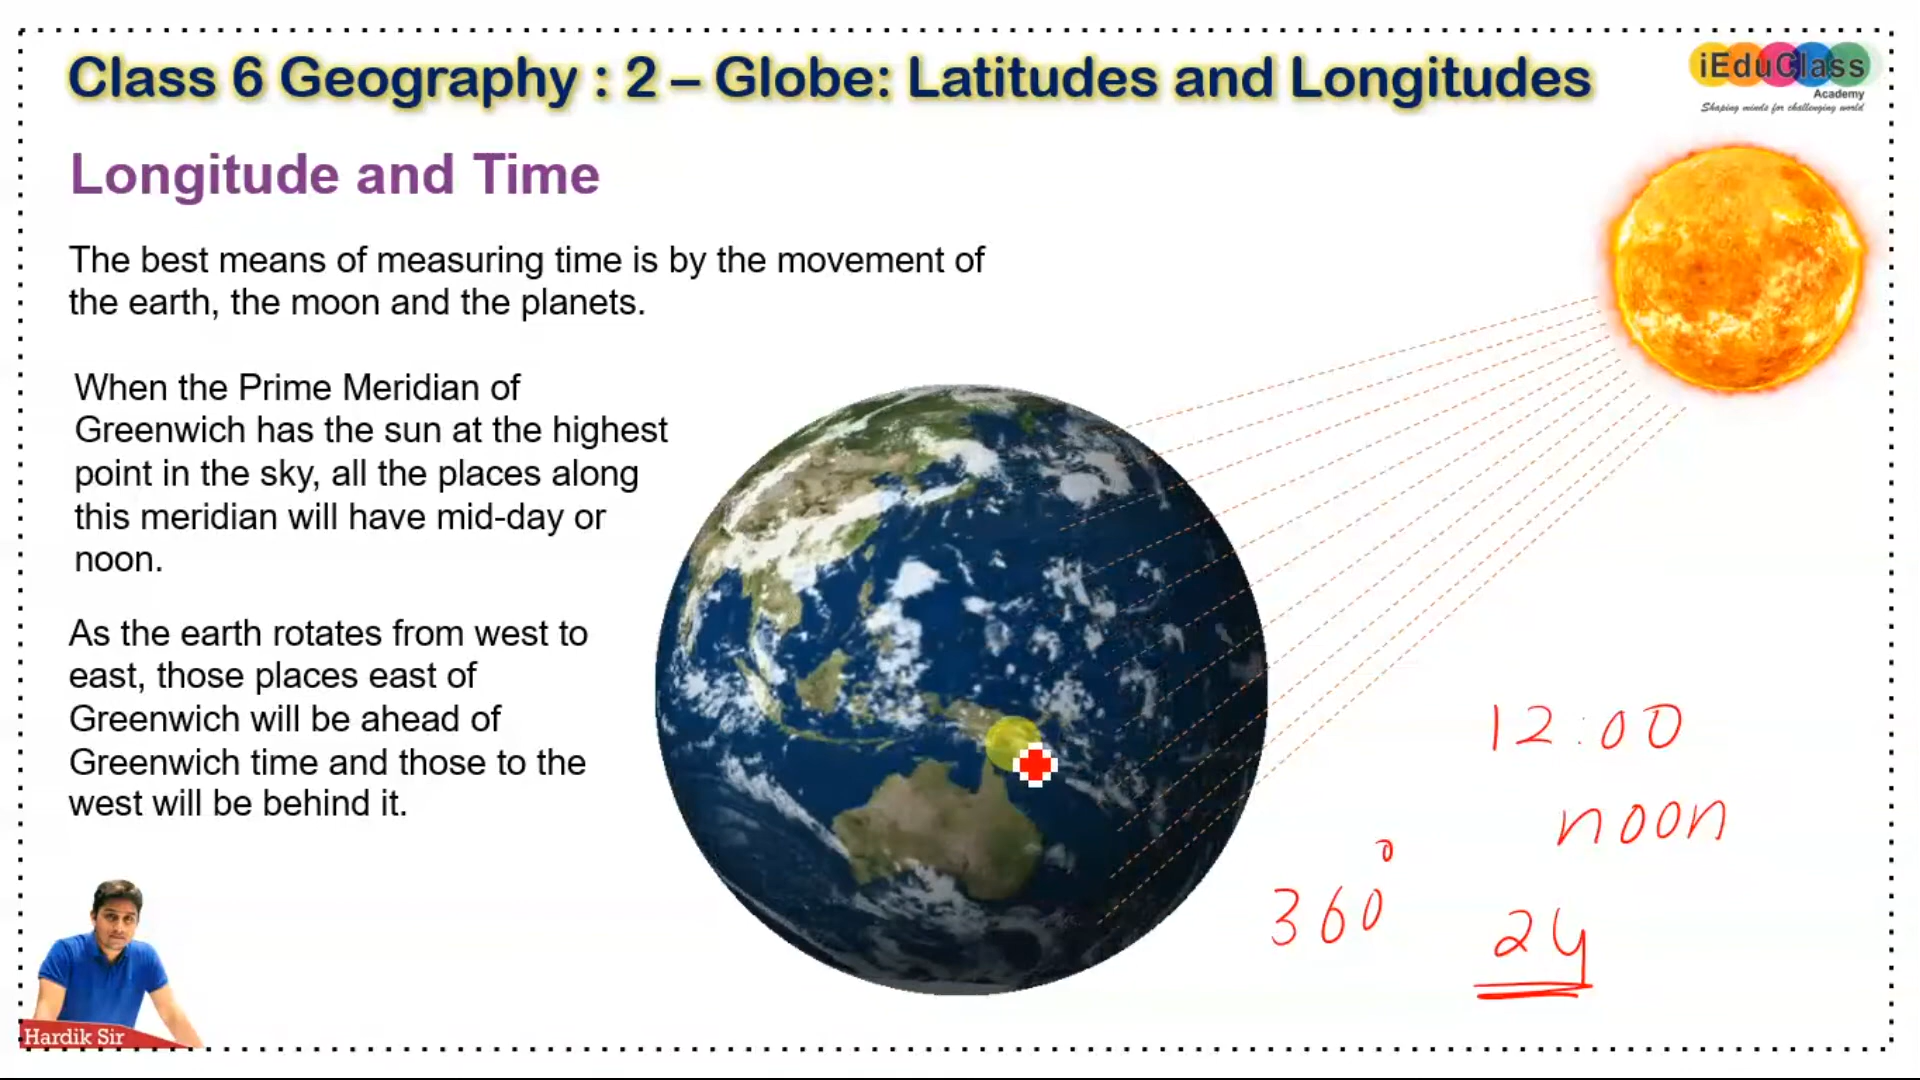 Class 6 Geography : 2 – Globe: Latitudes and Longitudes
iEduClass
Academy
Shaping minds for challenging world
Longitude and Time
The best means of measuring time is by the movement of
the earth, the moon and the planets.
When the Prime Meridian of
Greenwich has the sun at the highest
point in the sky, all the places along
this meridian will have mid-day or
noon.
As the earth rotates from west to
east, those places east of
Greenwich will be ahead of
Greenwich time and those to the
west will be behind it.
12:00
noon
360°
24
Hardik Sir